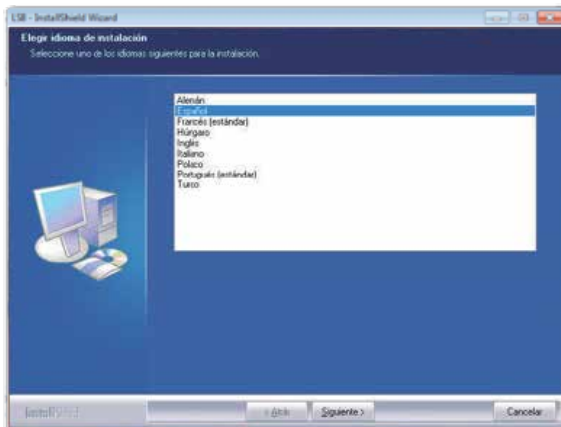 LSB - InstallShield Wizard
Elegir idioma de instalación
Seleccione uno de los idiomas siguientes para la instalación.
Alemán
Español
Francés (estándar)
Húngaro
Inglés
Italiano
Polaco
Portugués (estándar)
Turco
InstallShield
< Atrás
Siguiente >
Cancelar